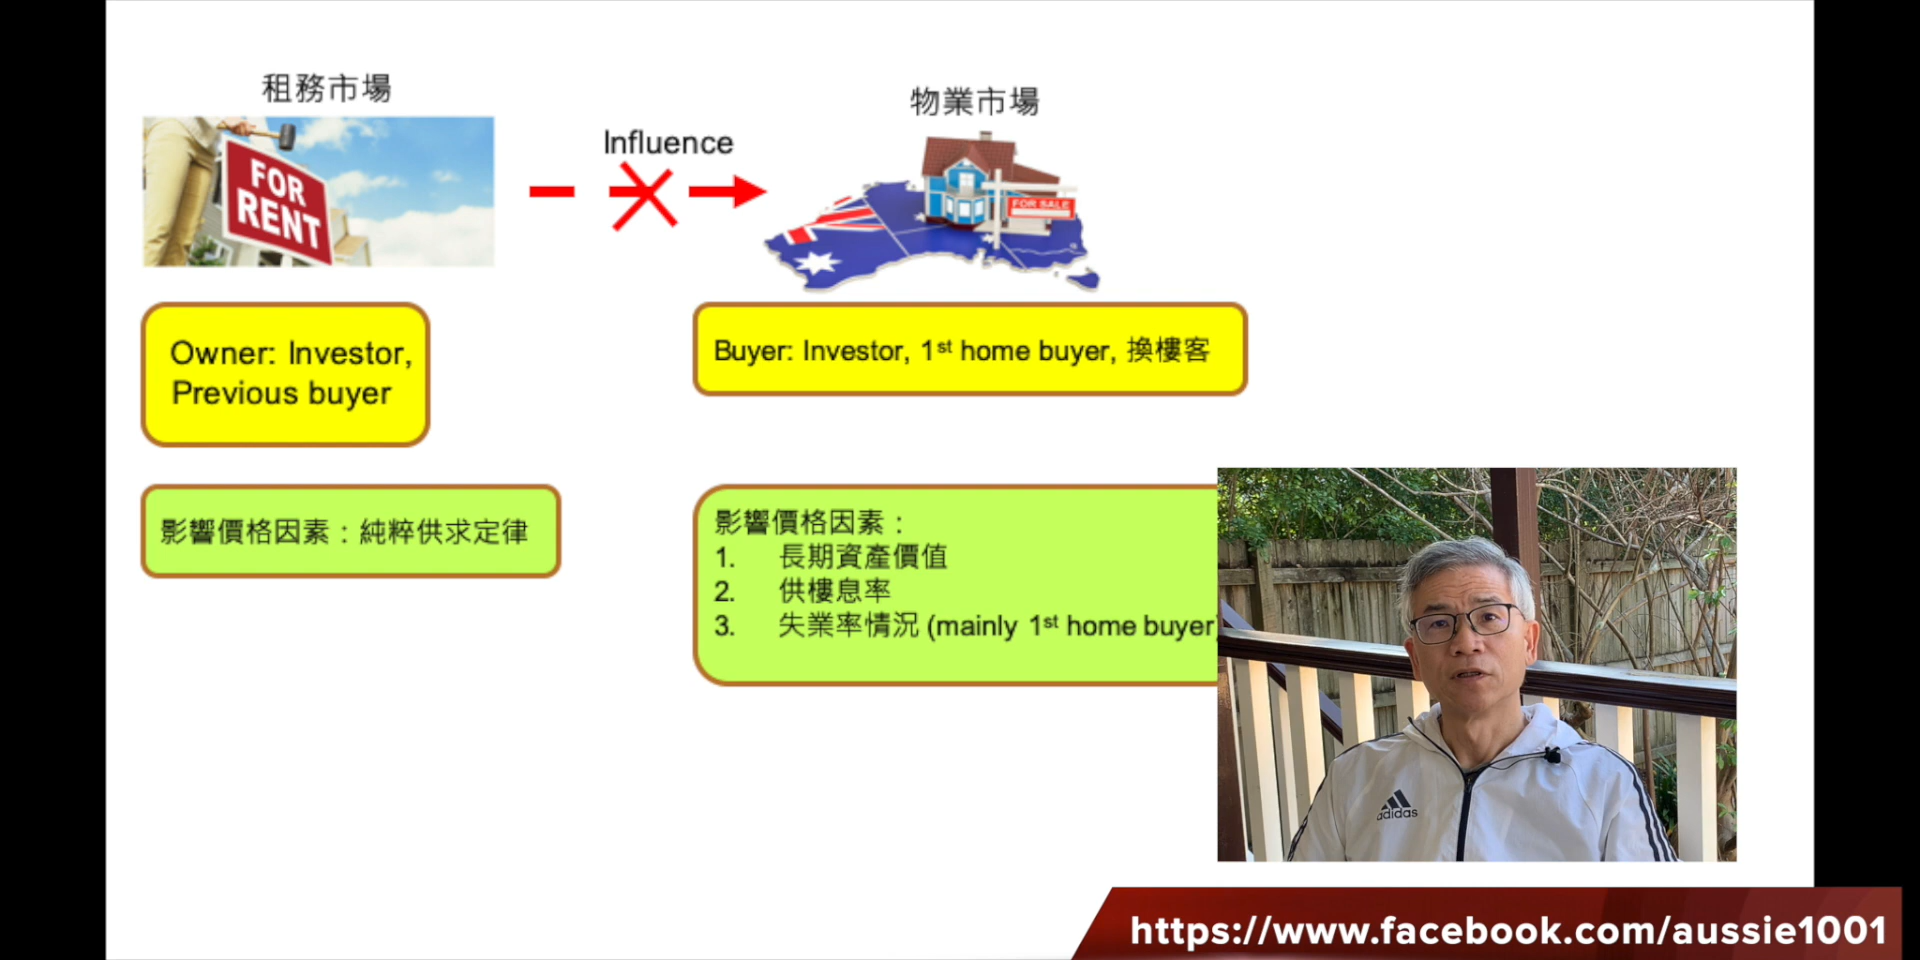 租務市場
FOR
RENT
Influence
物業市場
FOR SALE
Owner: Investor,
Previous buyer
Buyer: Investor, 1st home buyer, 換樓客
影響價格因素：純粹供求定律
影響價格因素：
1. 長期資產價值
2. 供樓息率
3. 失業率情況 (mainly 1st home buyer)
adidas
https://www.facebook.com/aussie1001